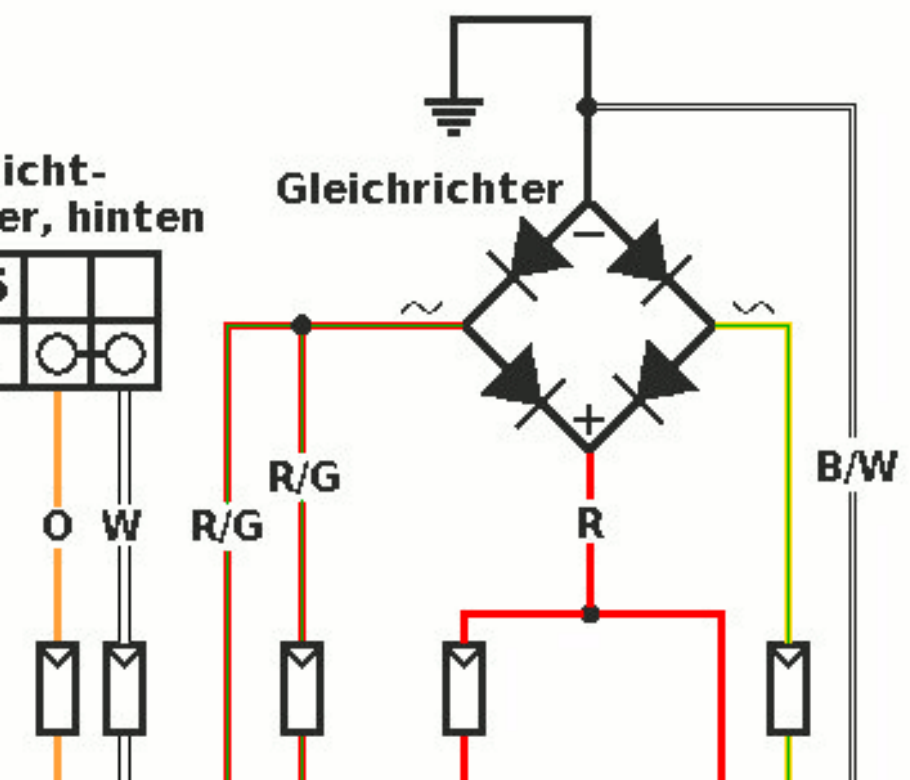 icht-
er, hinten
Gleichrichter
−
∼ ∼
+
R/G
R/G
O W
R
B/W